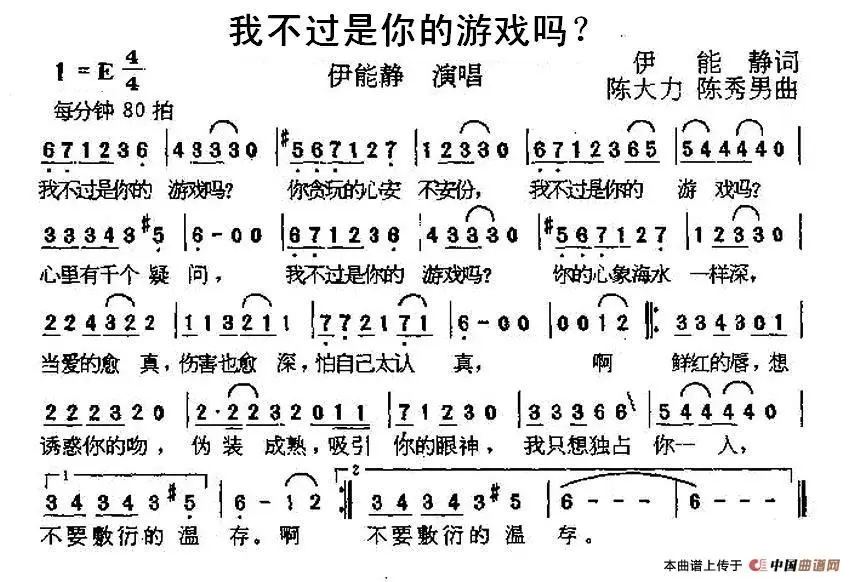 我不过是你的游戏吗？
1=E 4/4 伊能静 演唱 伊能静词
陈大力 陈秀男曲
每分钟 80 拍
6 7 1 2 3 6 | 4 3 3 3 3 0 | #5 6 7 1 2 7 | 1 2 3 3 3 0 | 6 7 1 2 3 6 5 | 5 4 4 4 4 4 0 |
我不过是你的 游戏吗? 你贪玩的心安 不安份， 我不过是你的 游 戏吗?
3 3 3 4 3 #5 | 6 - 0 0 | 6 7 1 2 3 6 | 4 3 3 3 3 0 | #5 6 7 1 2 7 | 1 2 3 3 3 0 |
心里有千个 疑 问， 我不过是你的 游戏吗? 你的心象海水 一样深，
2 2 4 3 2 2 | 1 1 3 2 1 1 | 7 7 2 1 7 1 | 6 - 0 0 | 0 0 1 2 |: 3 3 4 3 0 1 |
当爱的愈 真，伤害也愈 深，怕自己太认 真， 啊 鲜红的唇，想
2 2 2 3 2 0 | 2 · 2 2 3 2 0 1 1 | 7 1 2 3 0 | 3 3 3 6 6 \ | 5 4 4 4 4 0 |
诱惑你的吻， 伪 装 成熟，吸引 你的眼神， 我只想独占 你一 人，
1 2
3 4 3 4 3 #5 | 6 - 1 2 :| 3 4 3 4 3 #5 | 6 - - - | 6 - - - ‖
不要敷衍的 温 存。啊 不要敷衍的 温 存。
本曲谱上传于 中国曲谱网